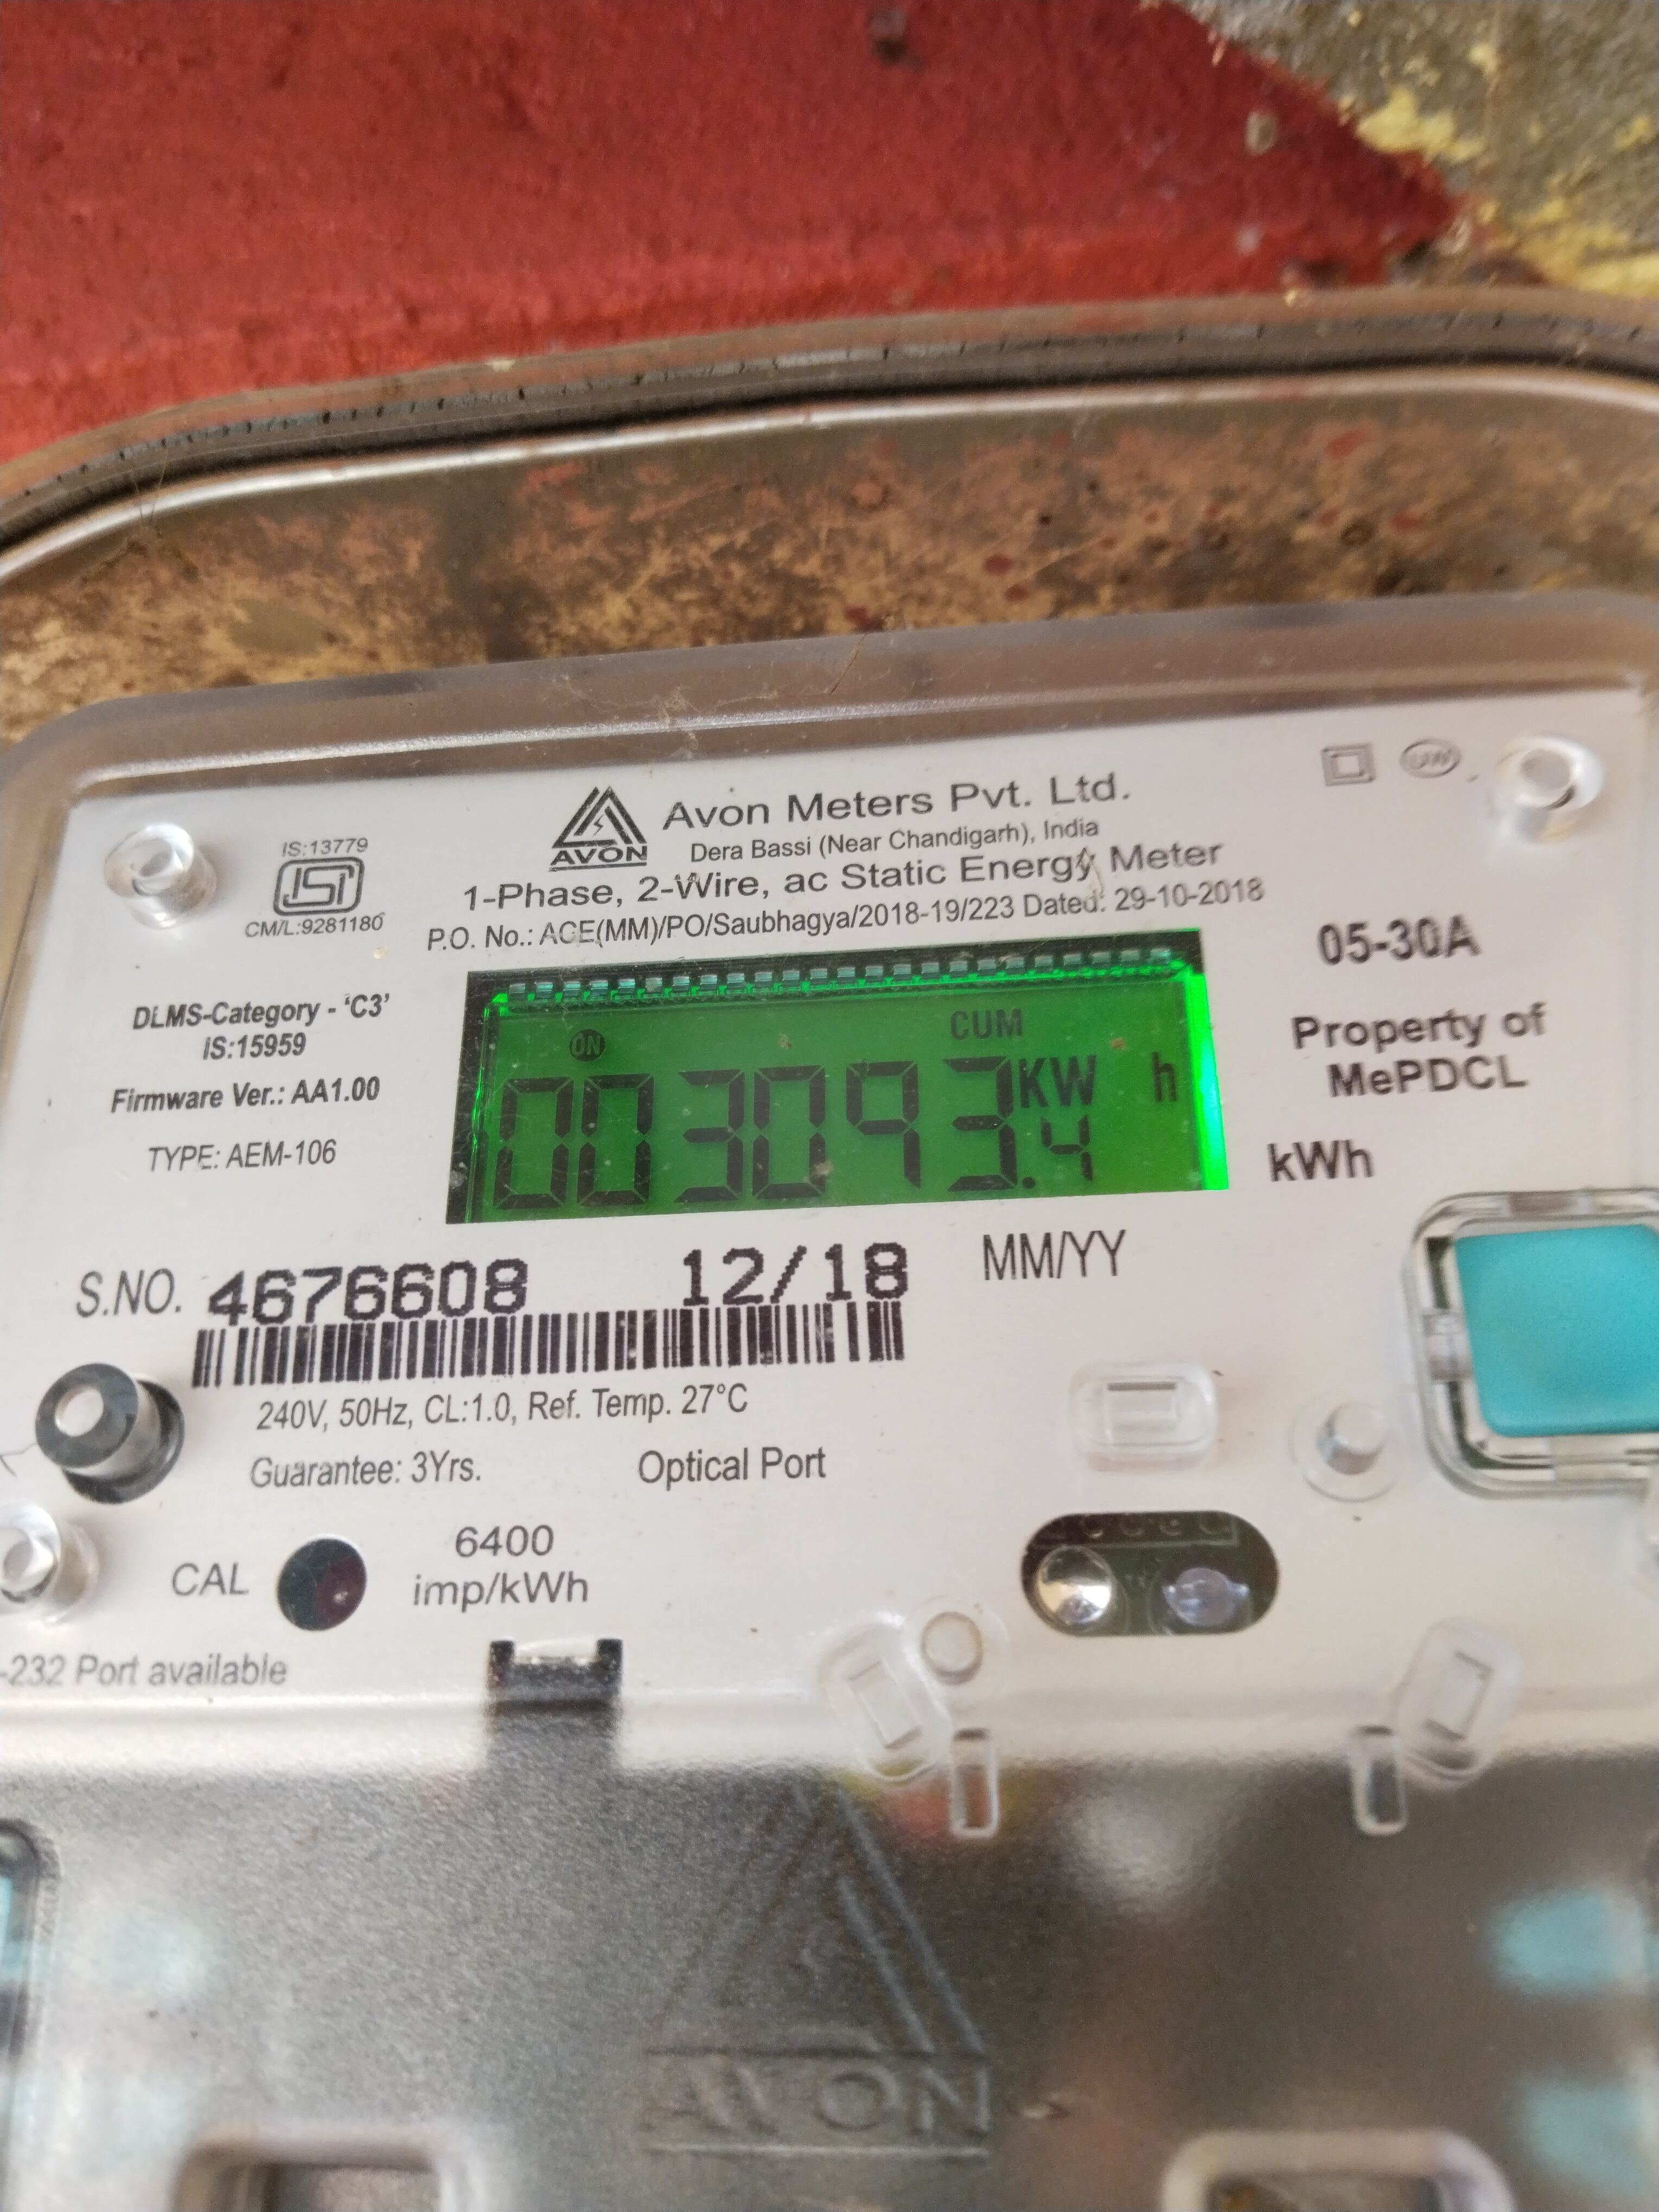 Avon Meters Pvt. Ltd.
AVON
Dera Bassi (Near Chandigarh), India
1-Phase, 2-Wire, ac Static Energy Meter
P.O. No.: ACE(MM)/PO/Saubhagya/2018-19/223 Dated: 29-10-2018
IS:13779
ISI
CM/L:9281180
05-30A
DLMS-Category - 'C3'
IS:15959
Firmware Ver.: AA1.00
TYPE: AEM-106
ON
CUM
003093.4 KW h
Property of
MePDCL
kWh
S.NO. 4676608 12/18 MM/YY
240V, 50Hz, CL:1.0, Ref. Temp. 27°C
Guarantee: 3Yrs. Optical Port
CAL
6400
imp/kWh
-232 Port available
AVON